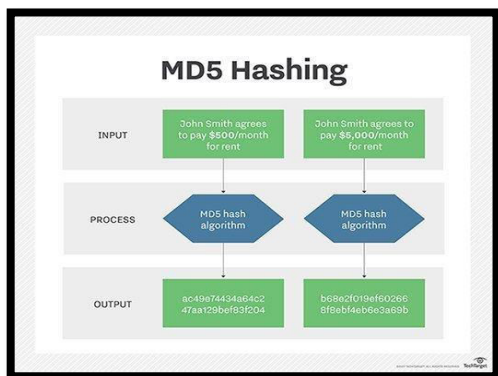 MD5 Hashing
INPUT
John Smith agrees
to pay $500/month
for rent
John Smith agrees to
pay $5,000/month
for rent
PROCESS
MD5 hash
algorithm
MD5 hash
algorithm
OUTPUT
ac49e74434a64c2
47aa129bef83f204
b68e2f019ef60266
8f8ebf4eb6e3a69b
TechTarget